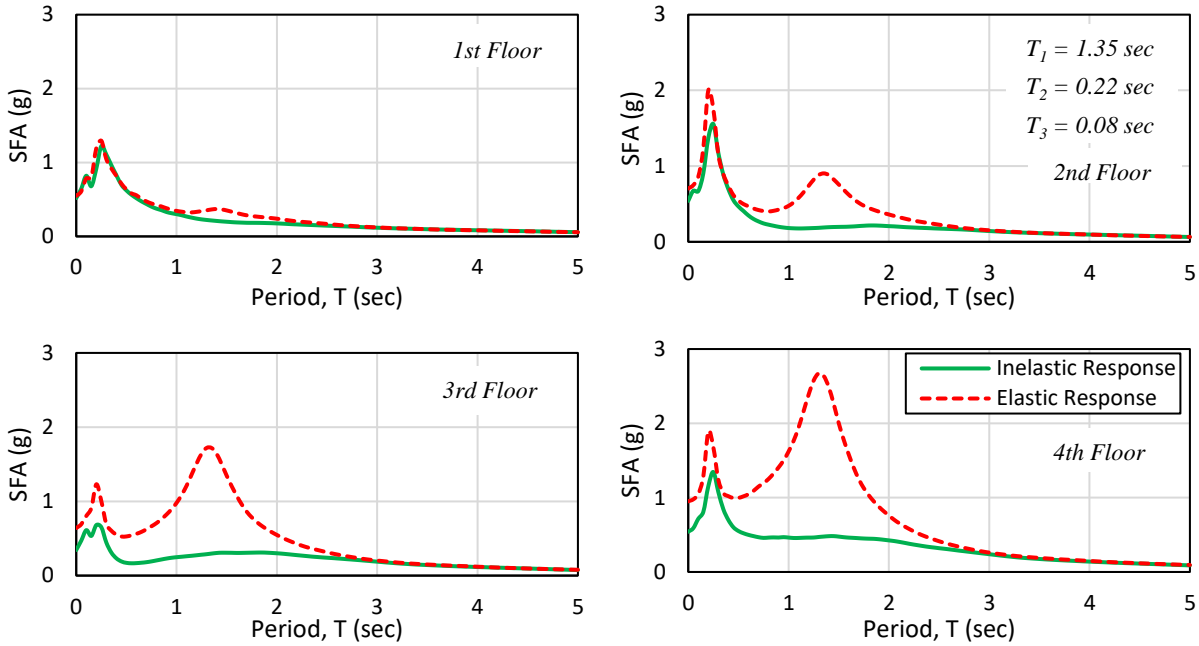 3
2
1
0
SFA (g)
1st Floor
0 1 2 3 4 5
Period, T (sec)
3
2
1
0
SFA (g)
T1 = 1.35 sec
T2 = 0.22 sec
T3 = 0.08 sec
2nd Floor
0 1 2 3 4 5
Period, T (sec)
3
2
1
0
SFA (g)
3rd Floor
0 1 2 3 4 5
Period, T (sec)
3
2
1
0
SFA (g)
Inelastic Response
Elastic Response
4th Floor
0 1 2 3 4 5
Period, T (sec)